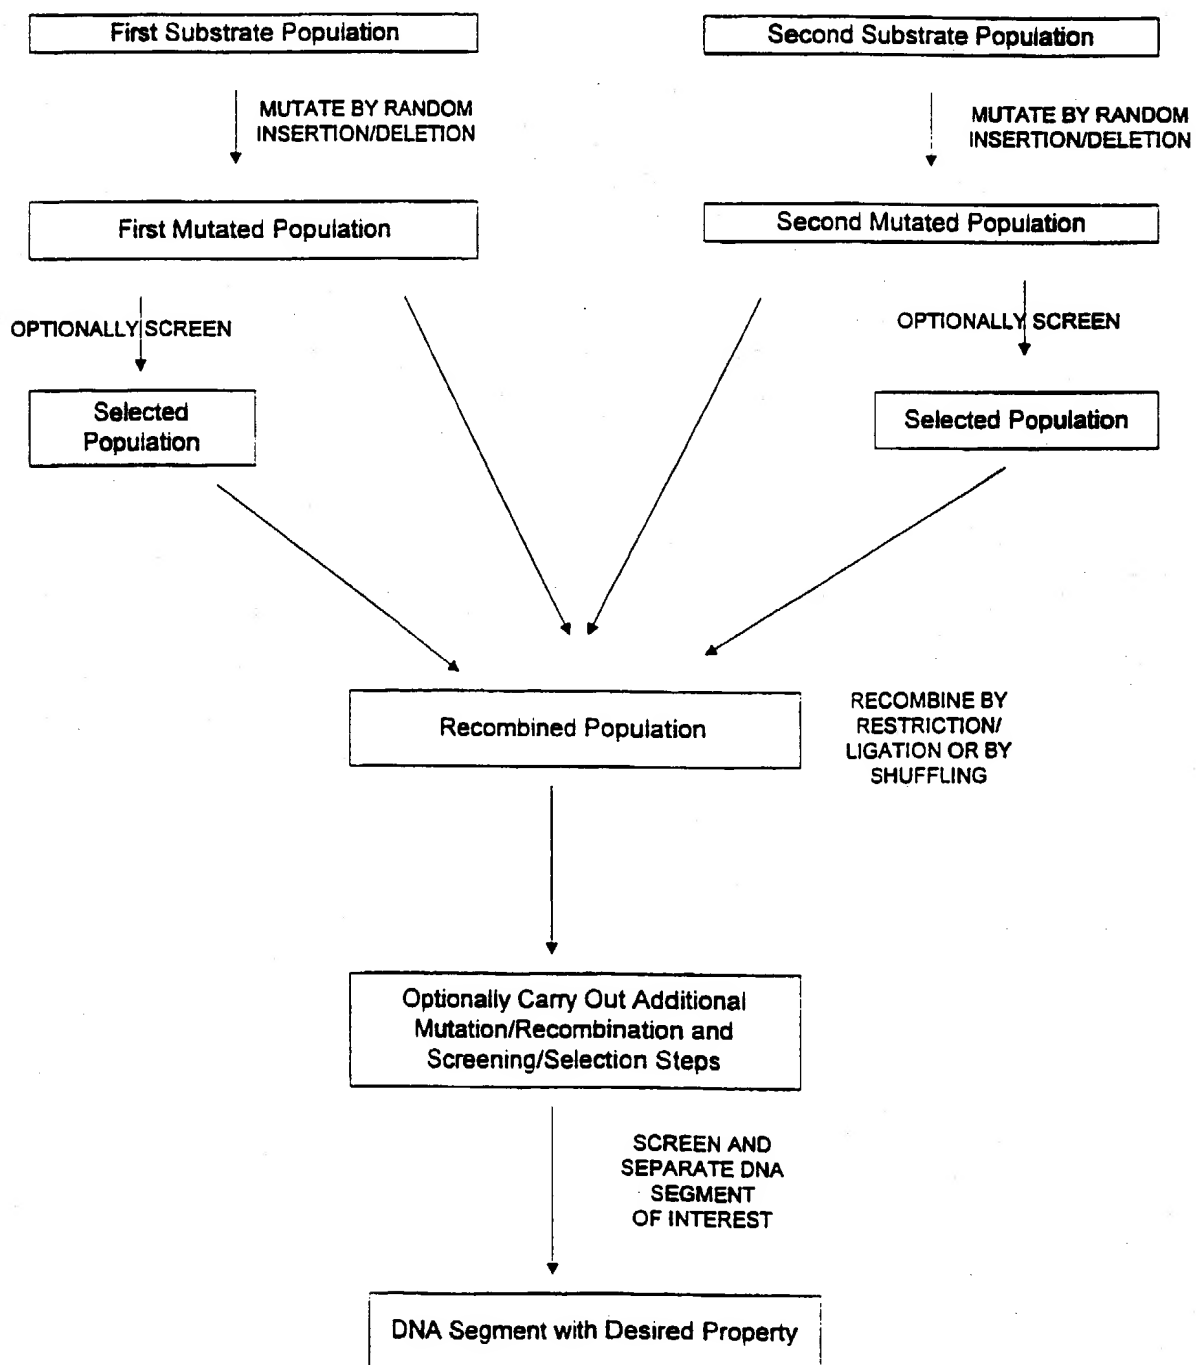 First Substrate Population
Second Substrate Population
MUTATE BY RANDOM
INSERTION/DELETION
MUTATE BY RANDOM
INSERTION/DELETION
First Mutated Population
Second Mutated Population
OPTIONALLY SCREEN
OPTIONALLY SCREEN
Selected
Population
Selected Population
Recombined Population
RECOMBINE BY
RESTRICTION/
LIGATION OR BY
SHUFFLING
Optionally Carry Out Additional
Mutation/Recombination and
Screening/Selection Steps
SCREEN AND
SEPARATE DNA
SEGMENT
OF INTEREST
DNA Segment with Desired Property